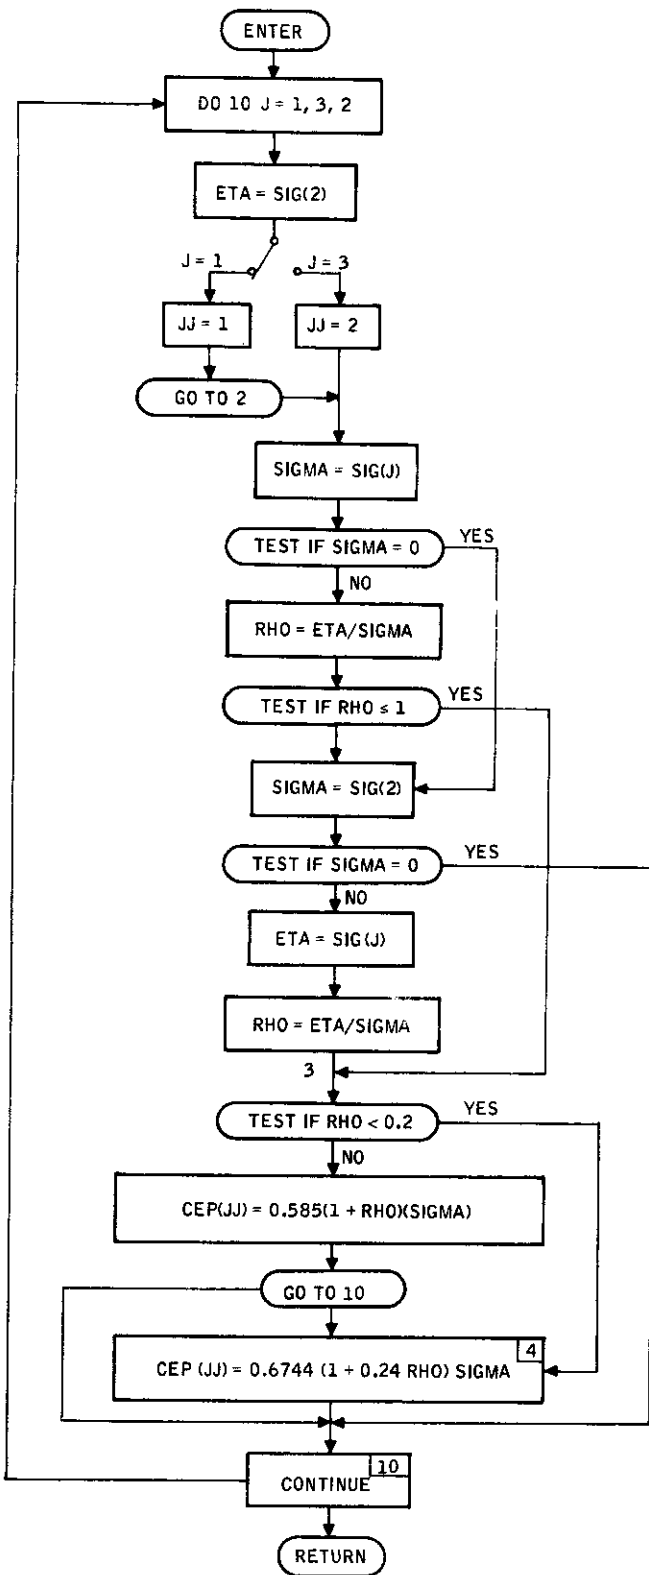 ENTER
DO 10 J = 1, 3, 2
ETA = SIG(2)
J = 1
J = 3
JJ = 1
JJ = 2
GO TO 2
SIGMA = SIG(J)
TEST IF SIGMA = 0
YES
NO
RHO = ETA/SIGMA
TEST IF RHO ≤ 1
YES
SIGMA = SIG(2)
TEST IF SIGMA = 0
YES
NO
ETA = SIG(J)
RHO = ETA/SIGMA
3
TEST IF RHO < 0.2
YES
NO
CEP(JJ) = 0.585(1 + RHO)(SIGMA)
GO TO 10
4
CEP (JJ) = 0.6744 (1 + 0.24 RHO) SIGMA
10
CONTINUE
RETURN